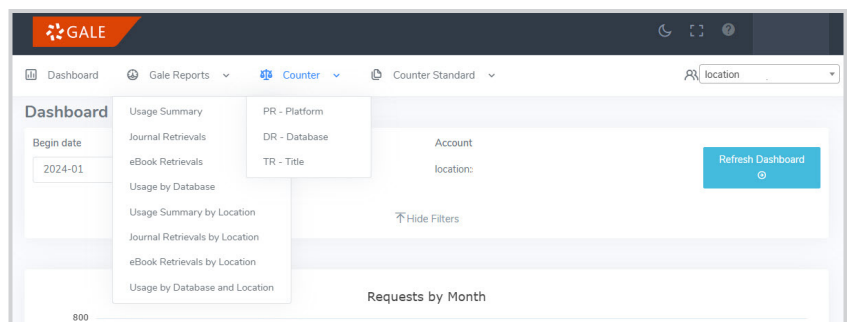 GALE
Dashboard Gale Reports Counter Counter Standard location
Dashboard
Usage Summary
Journal Retrievals
eBook Retrievals
Usage by Database
Usage Summary by Location
Journal Retrievals by Location
eBook Retrievals by Location
Usage by Database and Location
PR - Platform
DR - Database
TR - Title
Begin date
2024-01
Account
location:
Refresh Dashboard
Hide Filters
Requests by Month
800